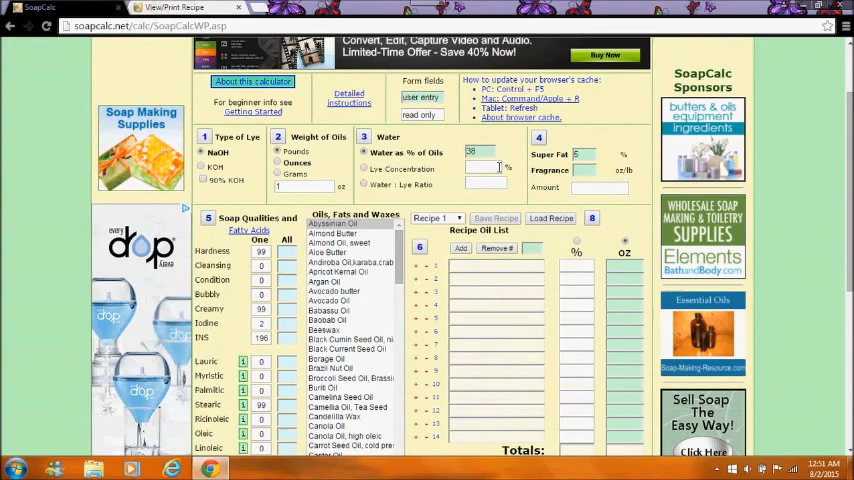 SoapCalc
View/Print Recipe
soapcalc.net/calc/SoapCalcWP.asp
Convert, Edit, Capture Video and Audio.
Limited-Time Offer - Save 40% Now!
Buy Now
About this calculator
For beginner info see
Getting Started
Detailed
instructions
Form fields
user entry
read only
How to update your browser's cache:
PC: Control + F5
Mac: Command/Apple + R
Tablet: Refresh
About browser cache.
1 Type of Lye
NaOH
KOH
90% KOH
2 Weight of Oils
Pounds
Ounces
Grams
1 oz
3 Water
Water as % of Oils 38
Lye Concentration %
Water : Lye Ratio
4
Super Fat 5 %
Fragrance oz/lb
Amount
5 Soap Qualities and
Fatty Acids
One All
Hardness 99
Cleansing 0
Condition 0
Bubbly 0
Creamy 99
Iodine 2
INS 196
Lauric i 0
Myristic i 0
Palmitic i 0
Stearic i 99
Ricinoleic i 0
Oleic i 0
Linoleic i 0
Oils, Fats and Waxes
Abyssinian Oil
Almond Butter
Almond Oil, sweet
Aloe Butter
Andiroba Oil,karaba,crab
Apricot Kernal Oil
Argan Oil
Avocado butter
Avocado Oil
Babassu Oil
Baobab Oil
Beeswax
Black Cumin Seed Oil, ni
Black Current Seed Oil
Borage Oil
Brazil Nut Oil
Broccoli Seed Oil, Brassi
Buriti Oil
Camelina Seed Oil
Camellia Oil, Tea Seed
Candelilla Wax
Canola Oil
Canola Oil, high oleic
Carrot Seed Oil, cold pre
Recipe 1
Save Recipe
Load Recipe
8
Recipe Oil List
6 Add Remove #
% oz
+ - 1
+ - 2
+ - 3
+ - 4
+ - 5
+ - 6
+ - 7
+ - 8
+ - 9
+ - 10
+ - 11
+ - 12
+ - 13
+ - 14
Totals:
Soap Making
Supplies
every
drop
SoapCalc
Sponsors
butters & oils
equipment
ingredients
WHOLESALE
SOAP MAKING
& TOILETRY
SUPPLIES
Elements
BathandBody.com
Essential Oils
Soap-Making-Resource.com
Sell Soap The
Easy Way!
Click Here
12:51 AM
8/2/2015